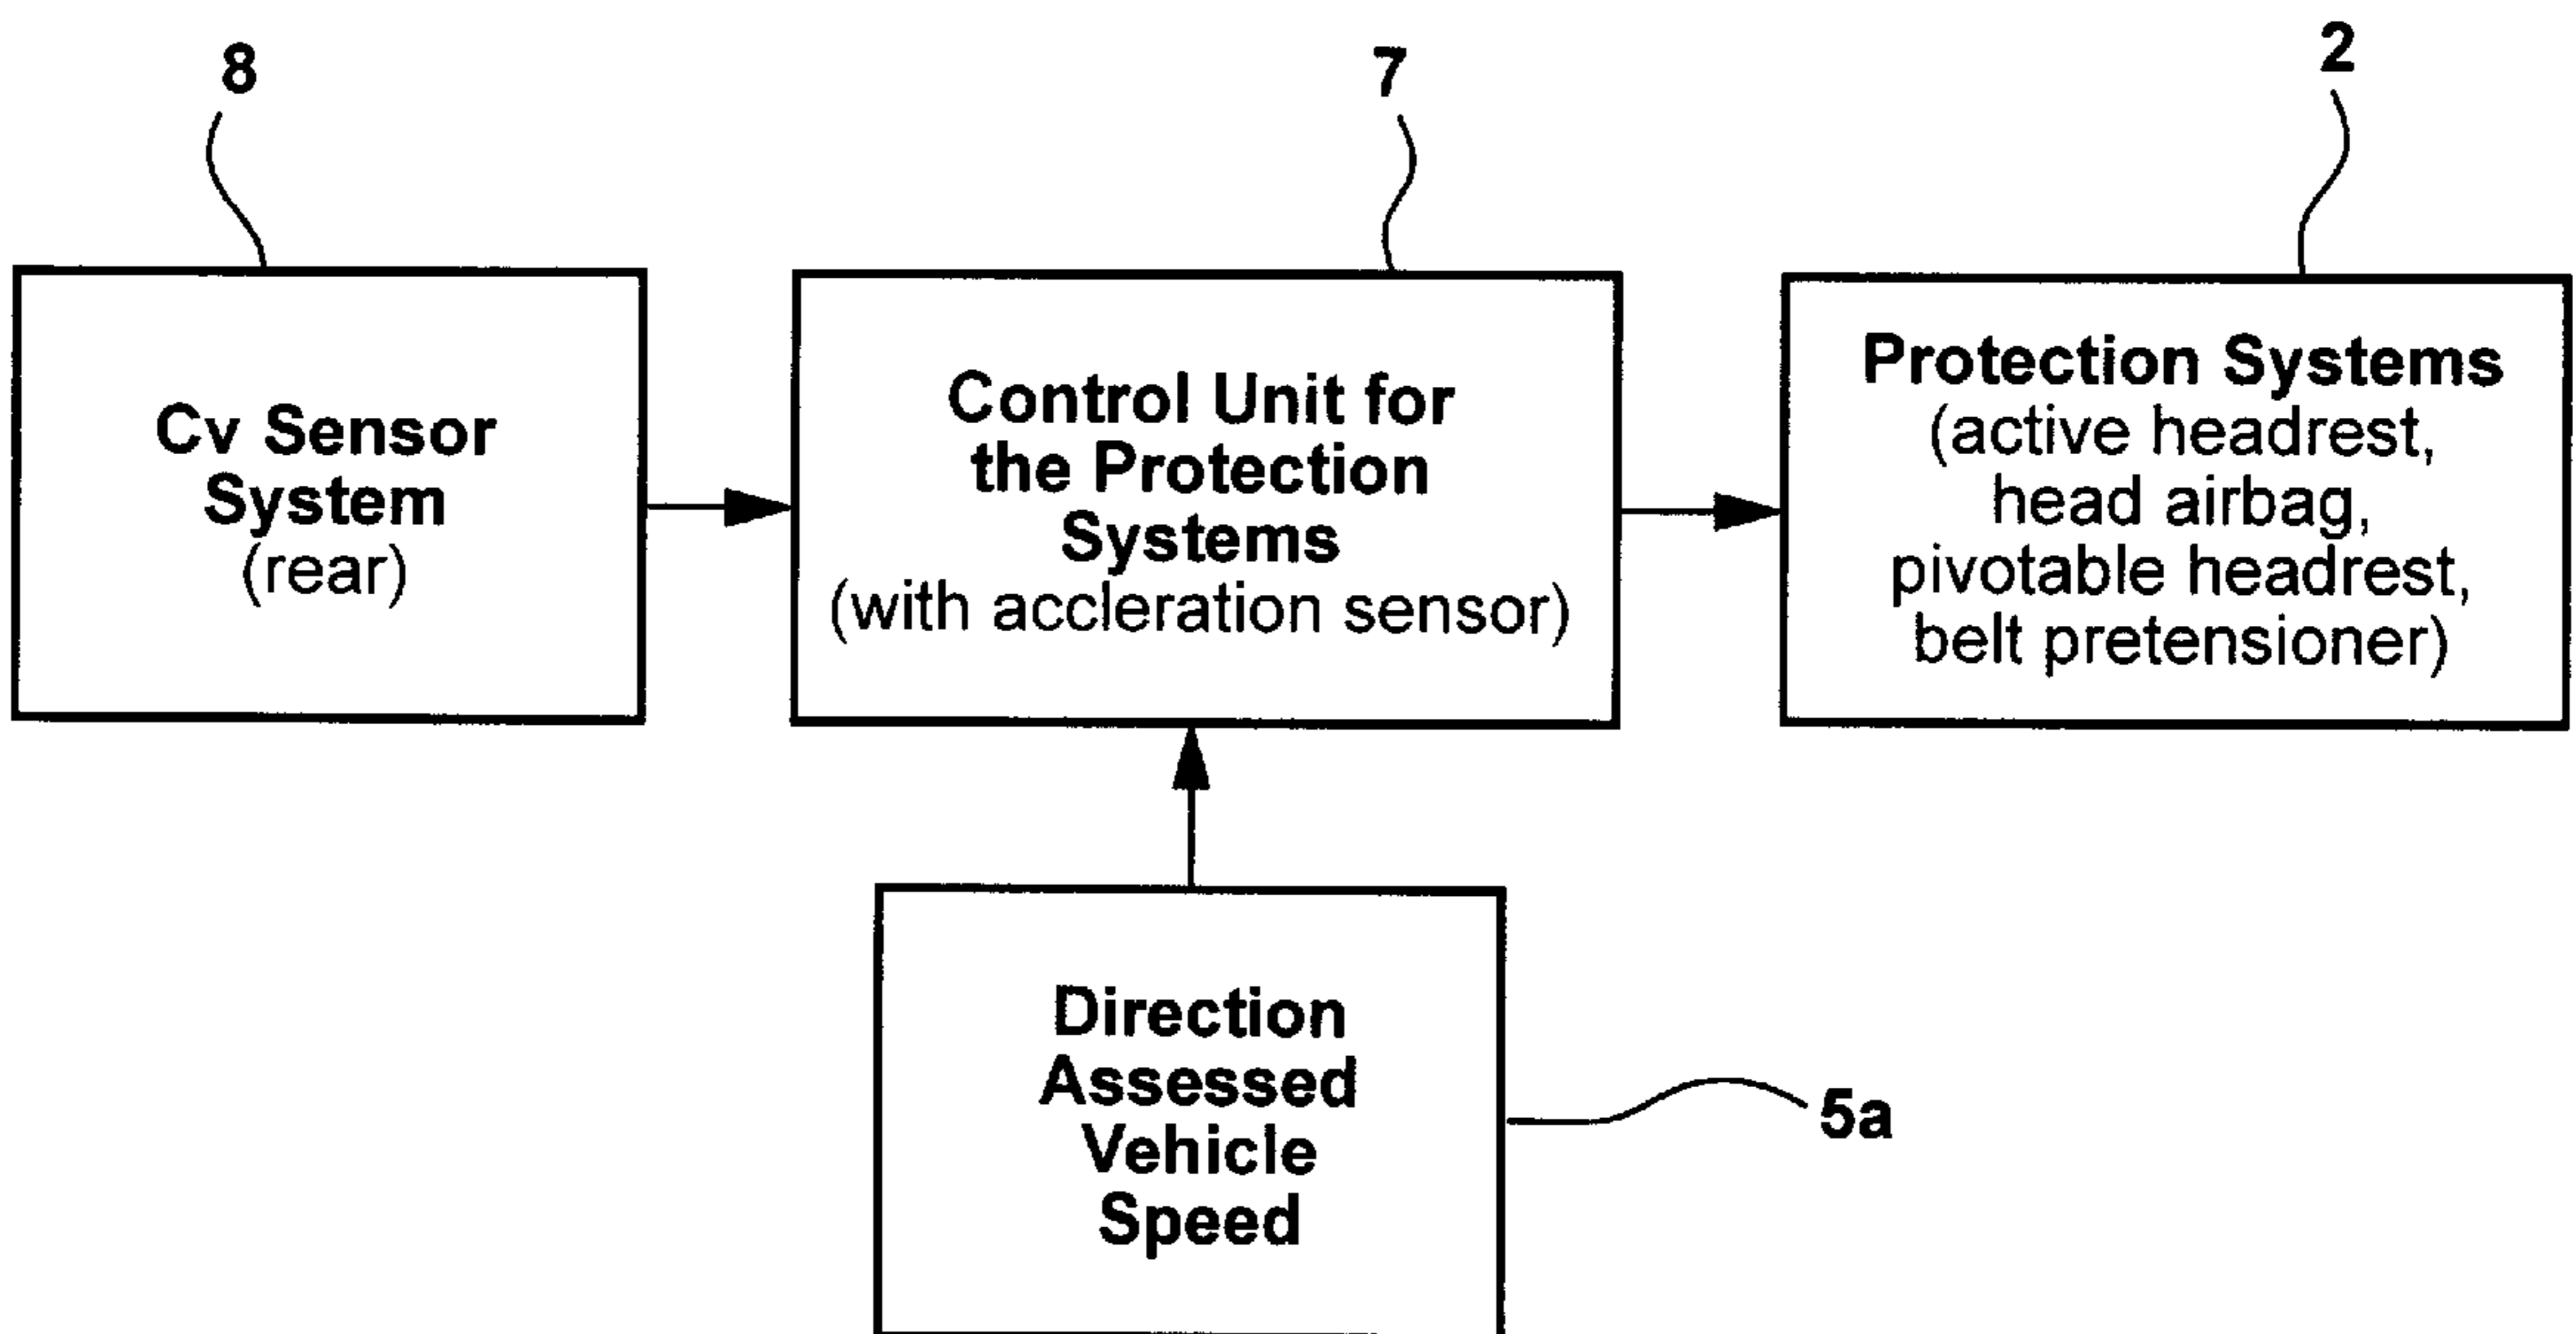 8
7
2
Cv Sensor
System
(rear)
Control Unit for
the Protection
Systems
(with accleration sensor)
Protection Systems
(active headrest,
head airbag,
pivotable headrest,
belt pretensioner)
Direction
Assessed
Vehicle
Speed
5a